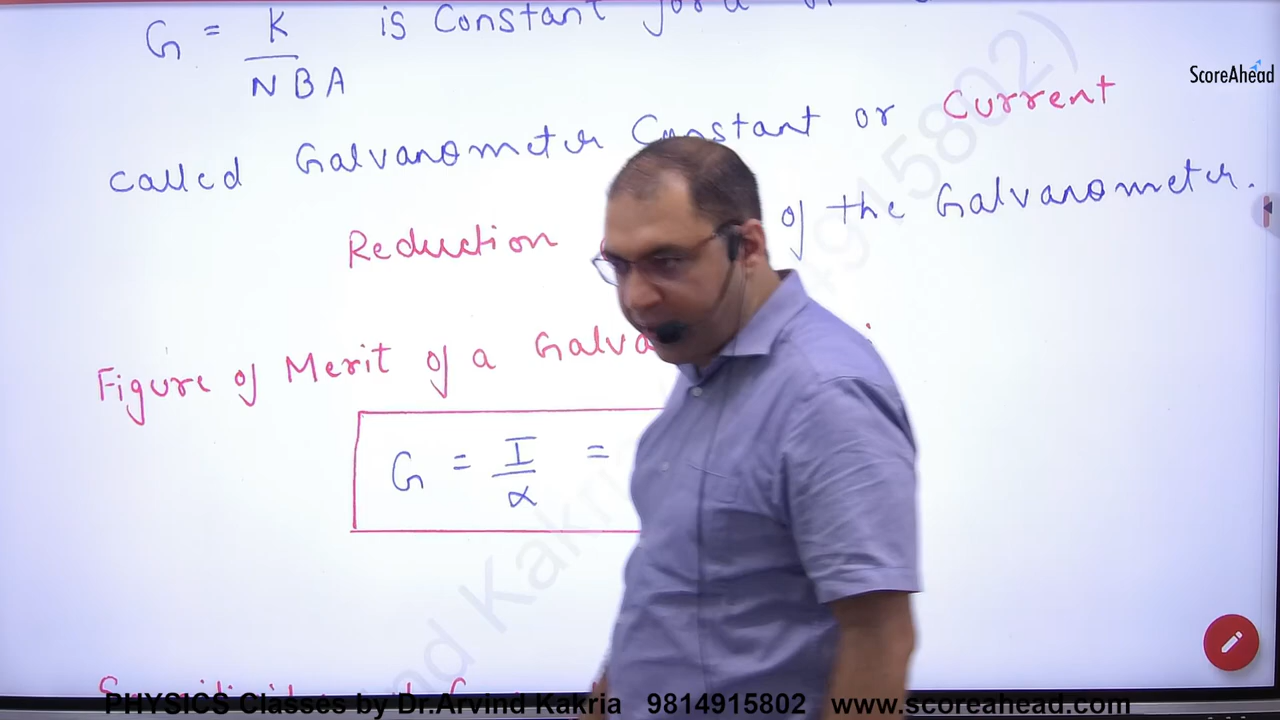 G = K / NBA is Constant for a
ScoreAhead
called Galvanometer Constant or Current
Reduction of the Galvanometer.
Figure of Merit of a Galva
G = I / α =
PHYSICS Classes by Dr.Arvind Kakria 9814915802 www.scoreahead.com